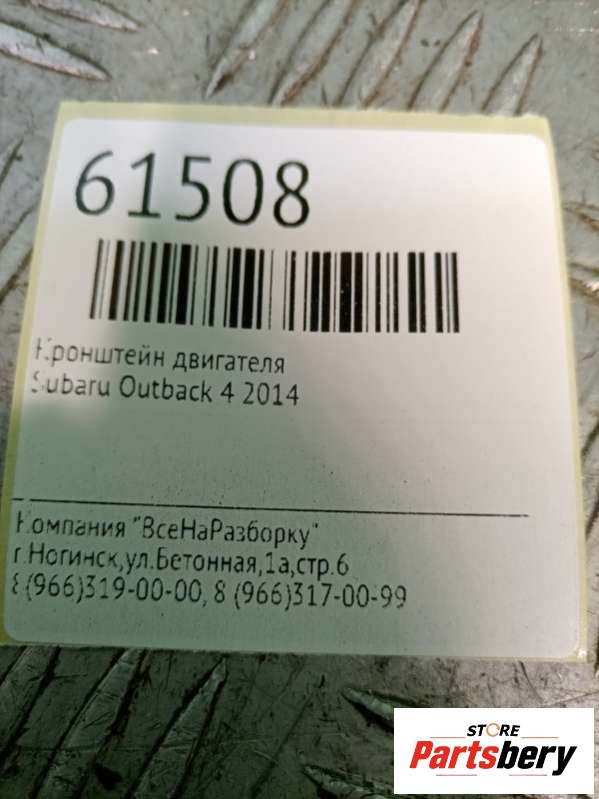 61508
Кронштейн двигателя
Subaru Outback 4 2014
Компания "ВсеНаРазборку"
г.Ногинск,ул.Бетонная,1а,стр.6
8(966)319-00-00, 8 (966)317-00-99
STORE
Partsbery